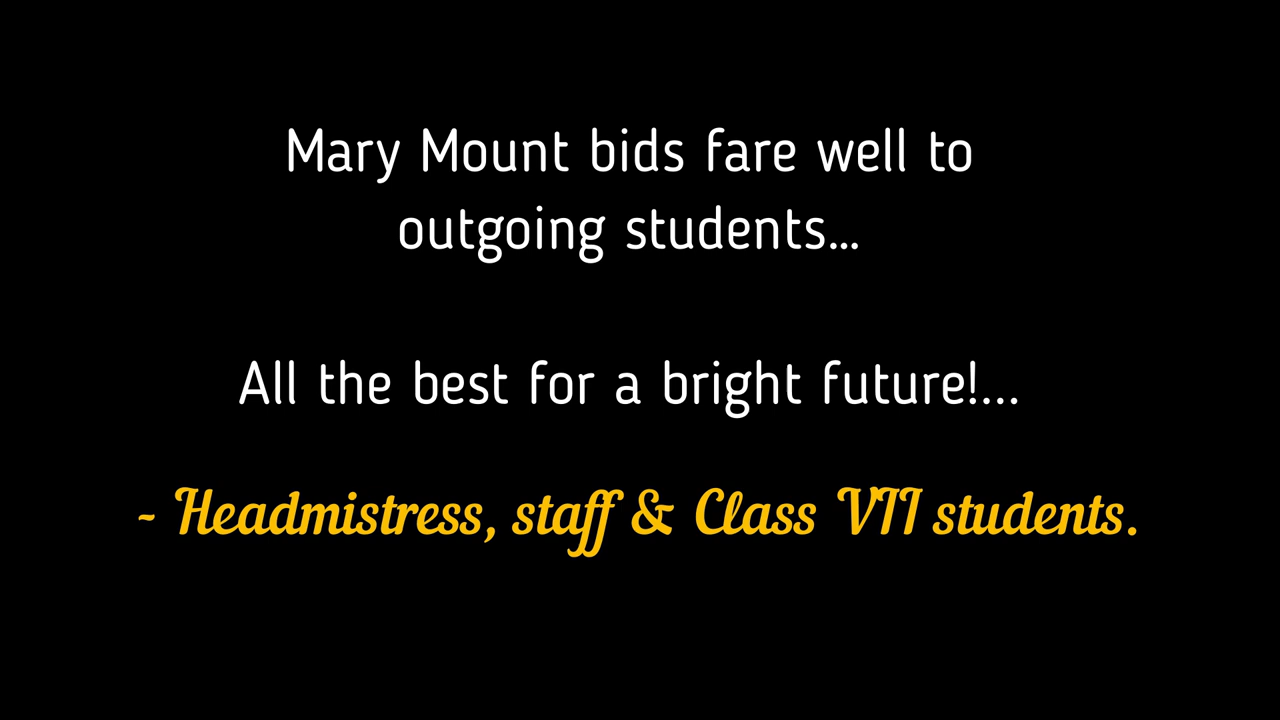 Mary Mount bids fare well to
outgoing students...
All the best for a bright future!...
- Headmistress, staff & Class VII students.